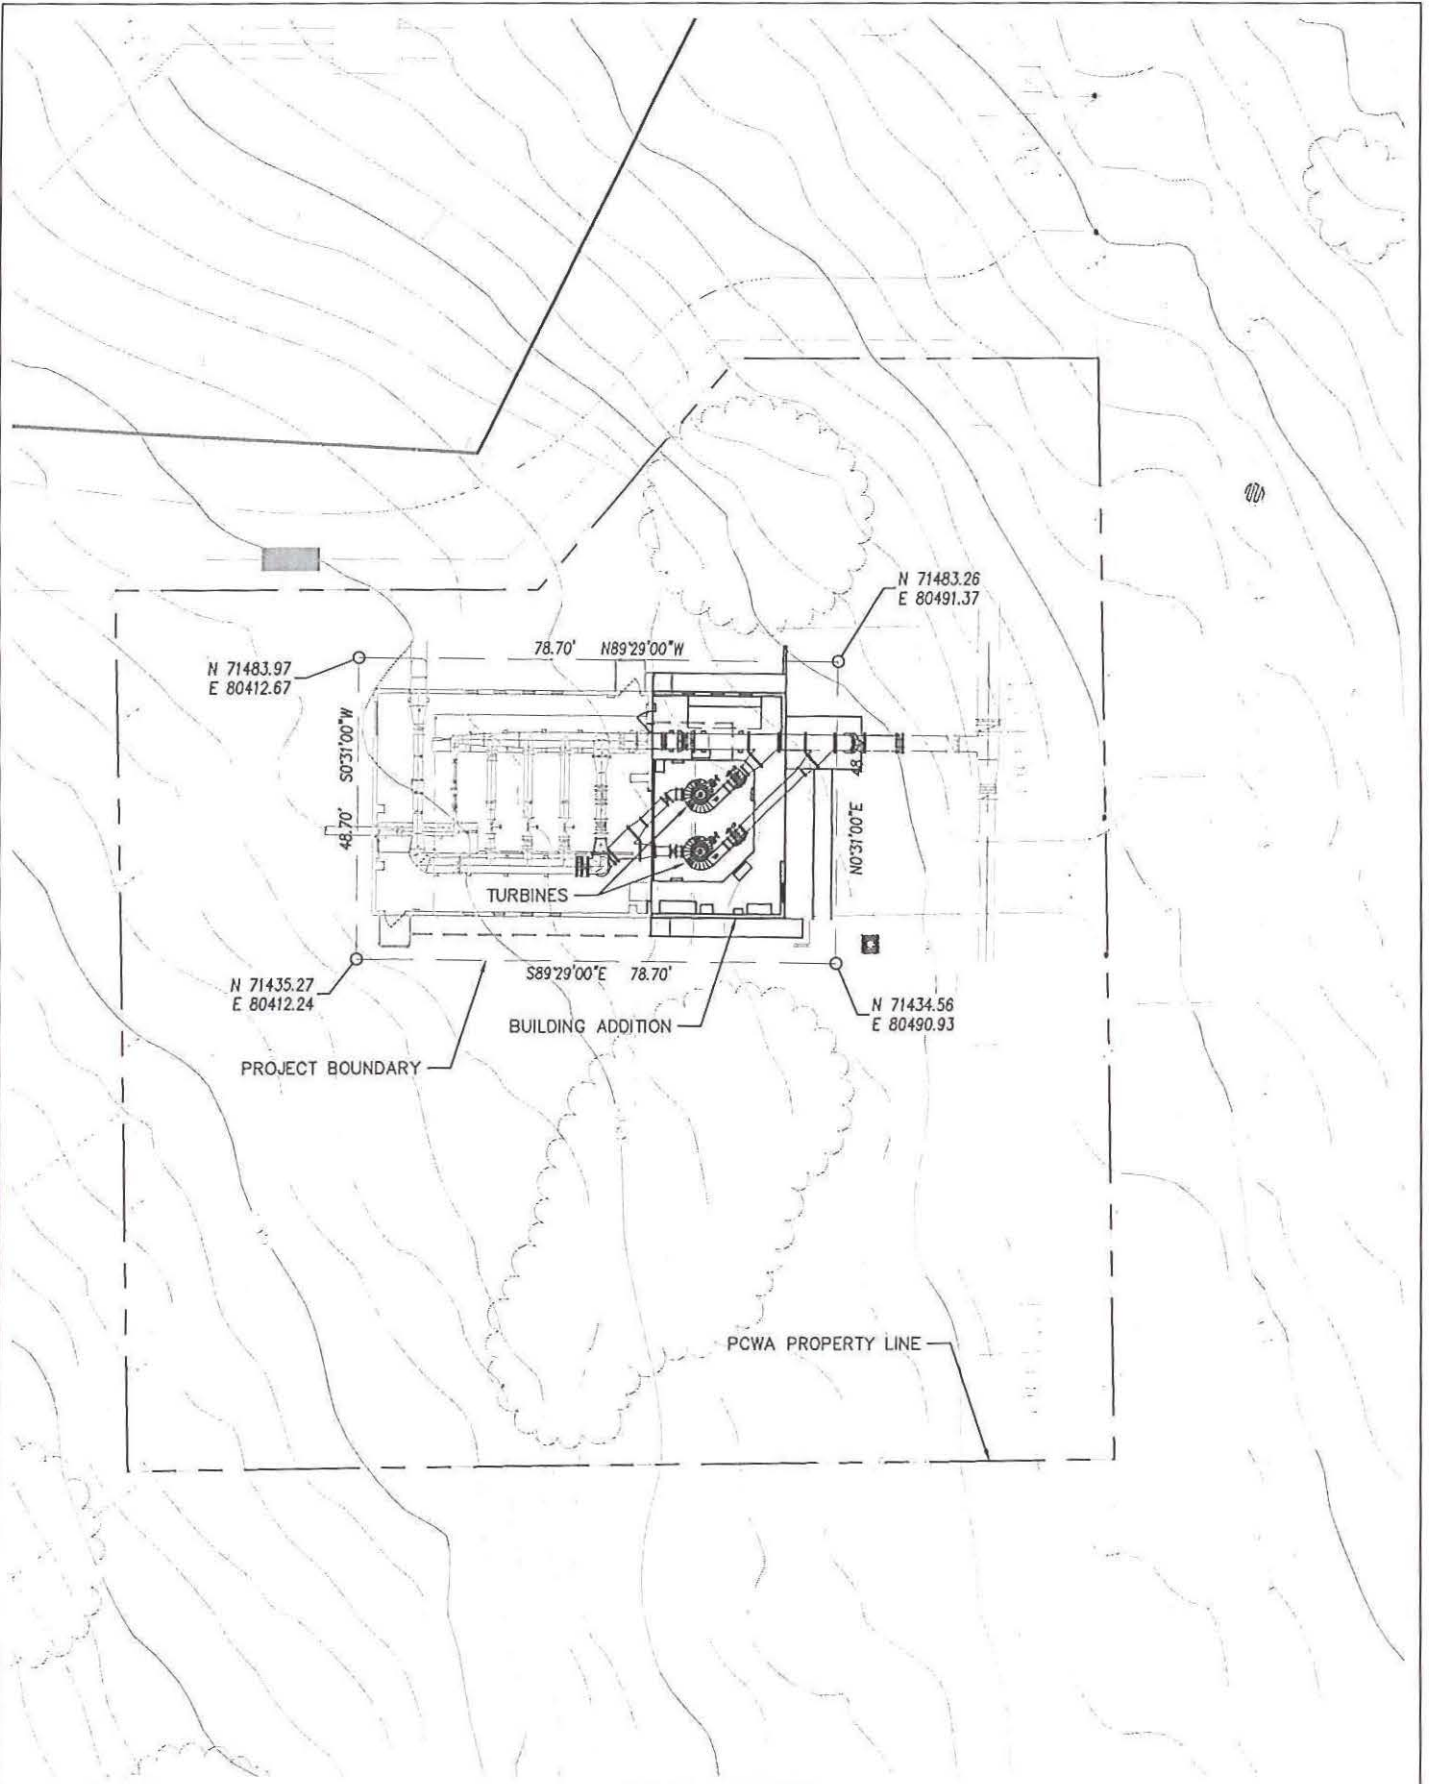 N 71483.26
E 80491.37
78.70' N89°29'00"W
N 71483.97
E 80412.67
S0°31'00"W
48.70'
48.
N0°31'00"E
TURBINES
S89°29'00"E 78.70'
N 71435.27
E 80412.24
N 71434.56
E 80490.93
BUILDING ADDITION
PROJECT BOUNDARY
PCWA PROPERTY LINE